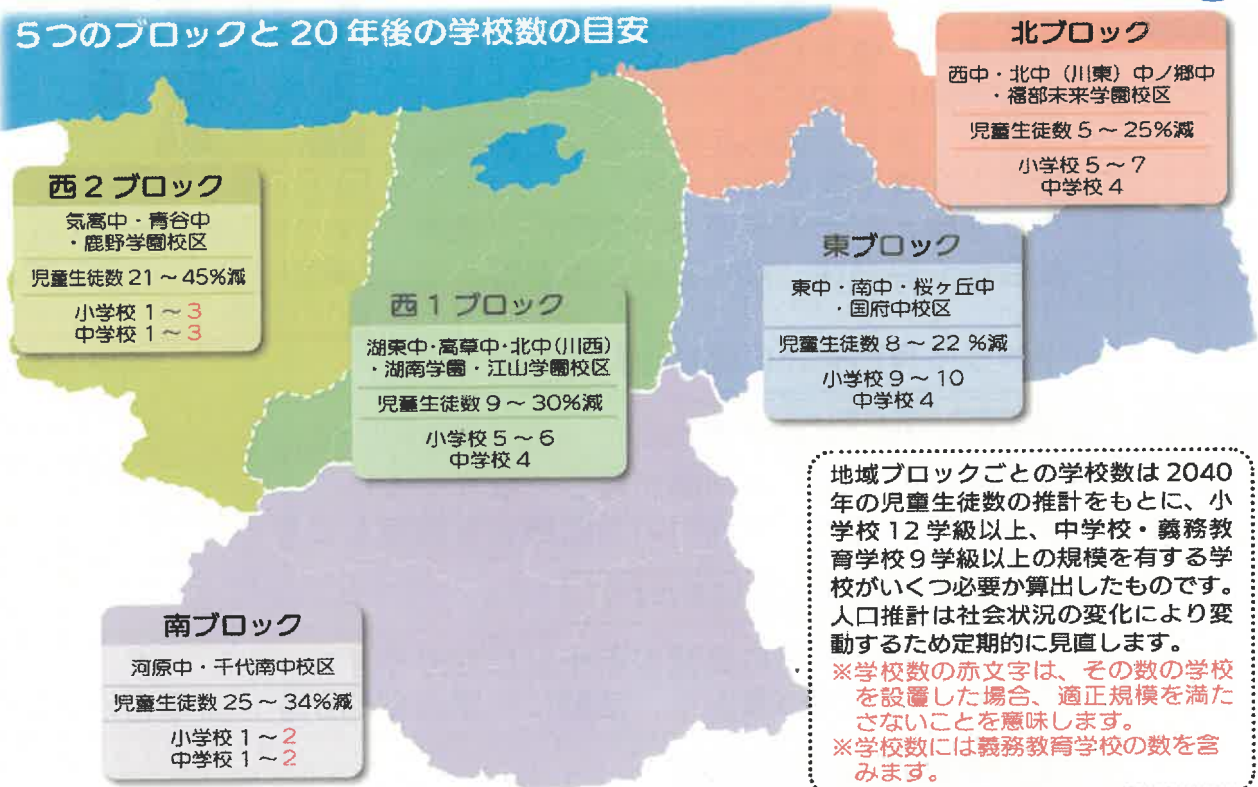 5つのブロックと20年後の学校数の目安
北ブロック
西中・北中（川東）中ノ郷中
・福部未来学園校区
児童生徒数5～25%減
小学校5～7
中学校4
西2ブロック
気高中・青谷中
・鹿野学園校区
児童生徒数21～45%減
小学校1～3
中学校1～3
西1ブロック
湖東中・高草中・北中（川西）
・湖南学園・江山学園校区
児童生徒数9～30%減
小学校5～6
中学校4
東ブロック
東中・南中・桜ヶ丘中
・国府中校区
児童生徒数8～22%減
小学校9～10
中学校4
南ブロック
河原中・千代南中校区
児童生徒数25～34%減
小学校1～2
中学校1～2
地域ブロックごとの学校数は2040
年の児童生徒数の推計をもとに、小
学校12学級以上、中学校・義務教
育学校9学級以上の規模を有する学
校がいくつ必要か算出したものです。
人口推計は社会状況の変化により変
動するため定期的に見直します。
※学校数の赤文字は、その数の学校
を設置した場合、適正規模を満た
さないことを意味します。
※学校数には義務教育学校の数を含
みます。